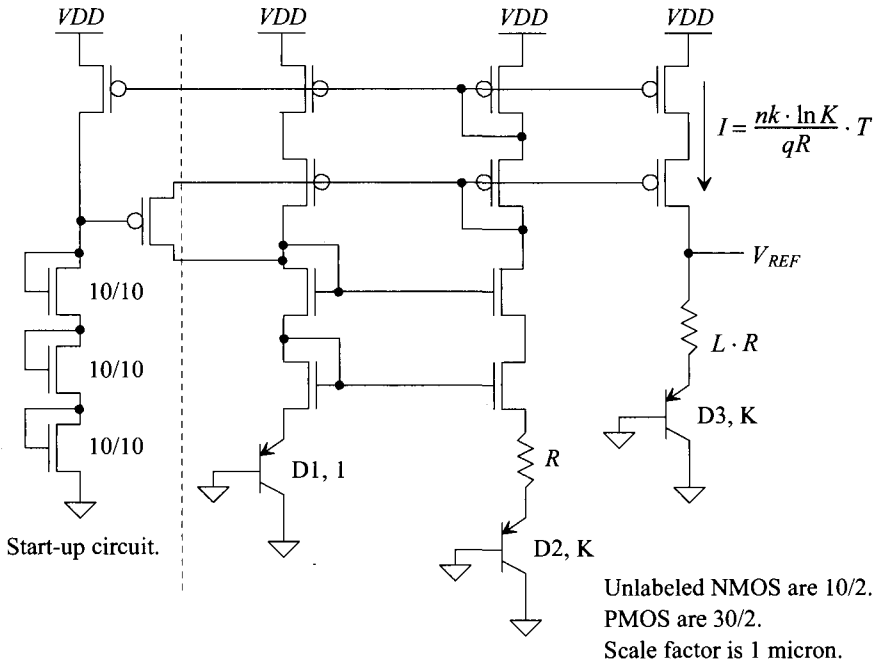 VDD VDD VDD VDD
I = nk · ln K / qR · T
V_REF
10/10
L · R
10/10
D3, K
10/10
D1, 1
R
Start-up circuit.
D2, K
Unlabeled NMOS are 10/2.
PMOS are 30/2.
Scale factor is 1 micron.